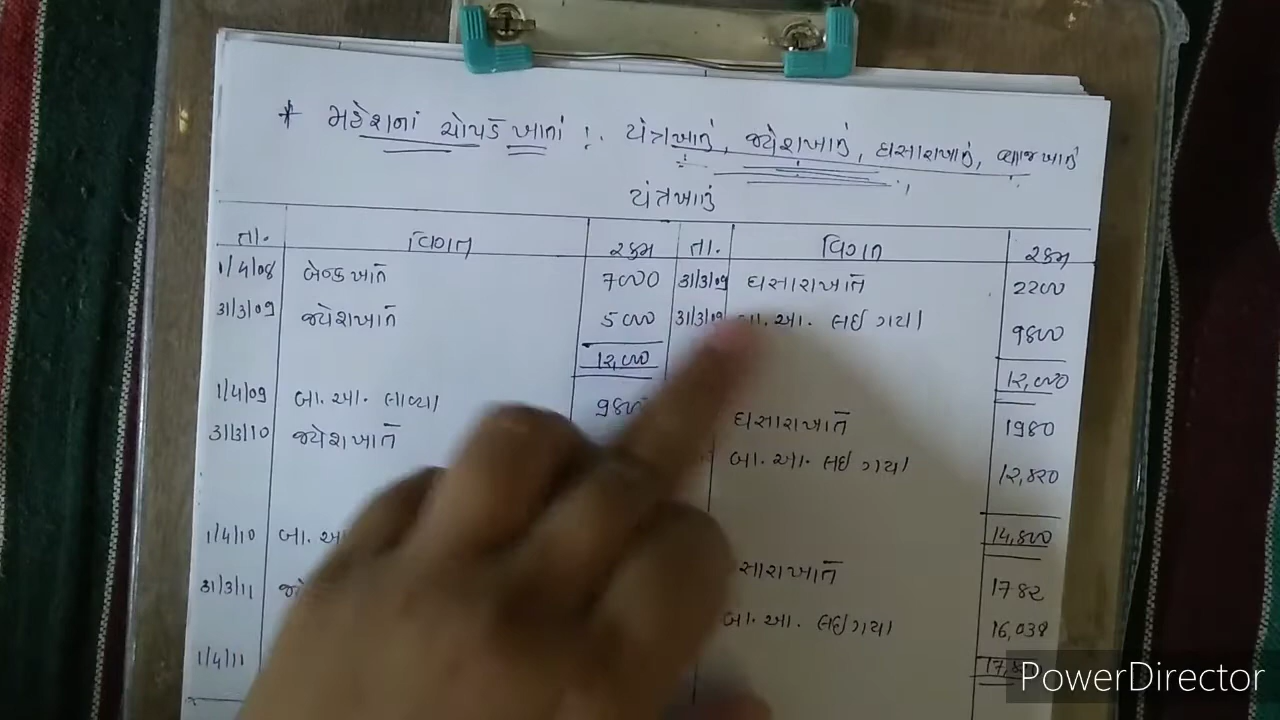 * મહેશનાં ચોપડે ખાતાં :. યંત્રખાતું, જયેશખાતું, ઘસારાખાતું, વ્યાજખાતું
યંત્રખાતું
તા. વિગત રકમ તા. વિગત રકમ
1/4/08 બેન્ક ખાતે 7000 31/3/09 ઘસારાખાતે 2200
31/3/09 જયેશખાતે 5000 31/3/09 બા. આ. લઈ ગયા 9800
12,000 12,000
1/4/09 બા. આ. લાવ્યા ઘસારાખાતે 1980
31/3/10 જયેશખાતે બા. આ. લઈ ગયા 12,820
14,800
1/4/10 બા. 1782
31/3/11 બા. આ. લઈ ગયા 16,038
1/4/11
PowerDirector